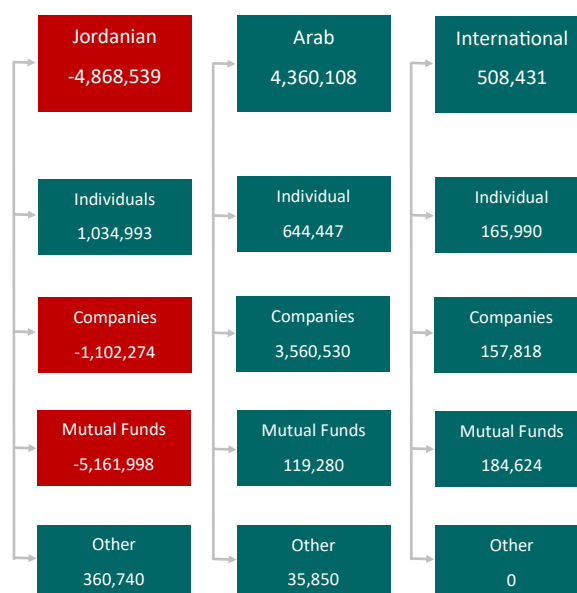 Jordanian
-4,868,539
Individuals
1,034,993
Companies
-1,102,274
Mutual Funds
-5,161,998
Other
360,740
Arab
4,360,108
Individual
644,447
Companies
3,560,530
Mutual Funds
119,280
Other
35,850
International
508,431
Individual
165,990
Companies
157,818
Mutual Funds
184,624
Other
0